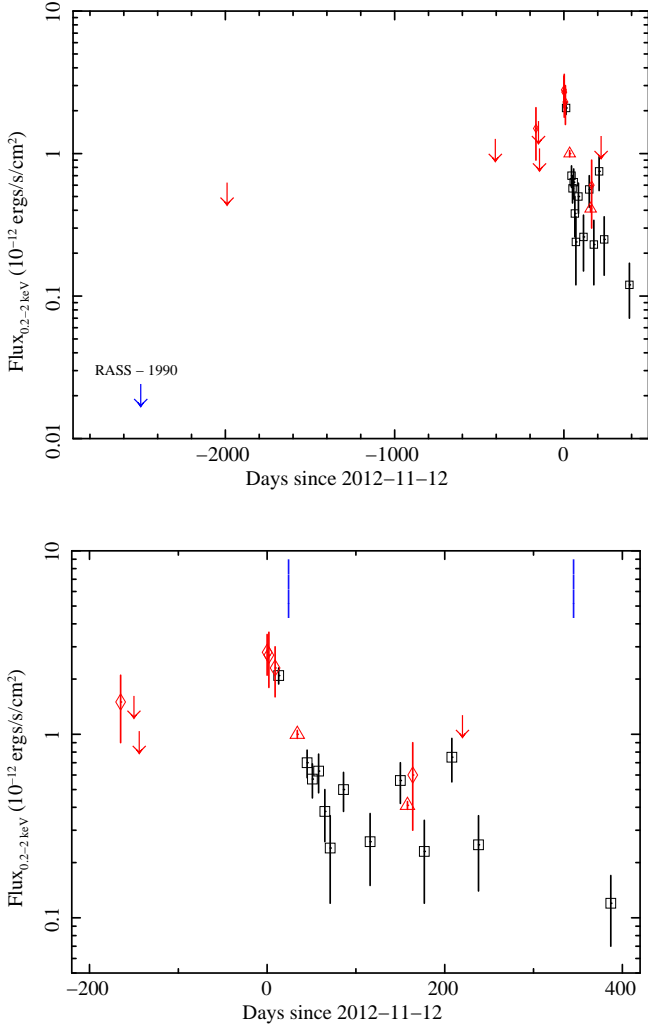 10
1
0.1
0.01
Flux0.2−2 keV (10−12 ergs/s/cm2)
RASS − 1990
−2000 −1000 0
Days since 2012−11−12
10
1
0.1
Flux0.2−2 keV (10−12 ergs/s/cm2)
−200 0 200 400
Days since 2012−11−12